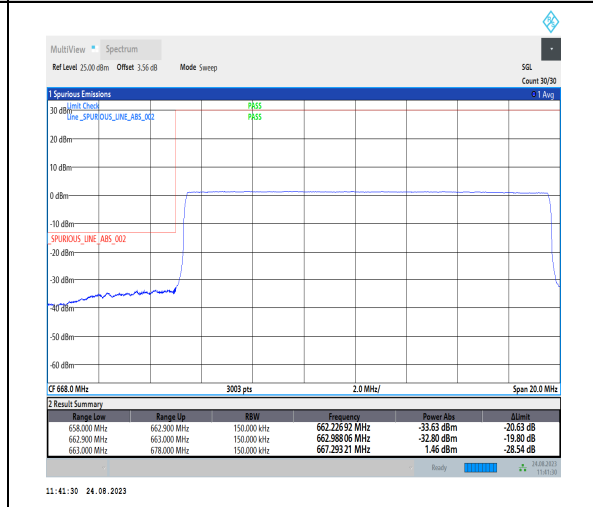 MultiView Spectrum
Ref Level 25.00 dBm Offset 3.56 dB Mode Sweep SGL
Count 30/30
1 Spurious Emissions 1 Avg
Limit Check PASS
30 dBm
Line _SPURIOUS_LINE_ABS_002 PASS
20 dBm
10 dBm
0 dBm
-10 dBm
_SPURIOUS_LINE_ABS_002
-20 dBm
-30 dBm
-40 dBm
-50 dBm
-60 dBm
CF 668.0 MHz 3003 pts 2.0 MHz/ Span 20.0 MHz
2 Result Summary
Range Low Range Up RBW Frequency Power Abs ΔLimit
658.000 MHz 662.900 MHz 150.000 kHz 662.22692 MHz -33.63 dBm -20.63 dB
662.900 MHz 663.000 MHz 150.000 kHz 662.98806 MHz -32.80 dBm -19.80 dB
663.000 MHz 678.000 MHz 150.000 kHz 667.29321 MHz 1.46 dBm -28.54 dB
Ready 24.08.2023
11:41:30
11:41:30 24.08.2023